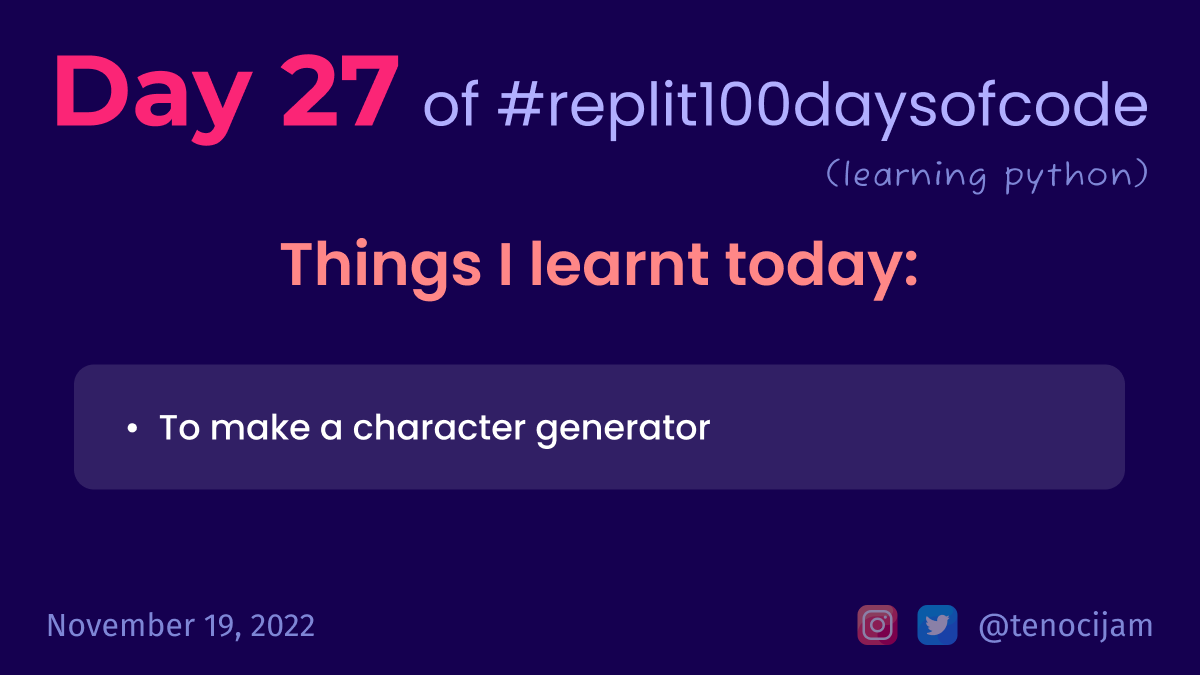 Day 27 of #replit100daysofcode
(learning python)
Things I learnt today:
• To make a character generator
November 19, 2022
@tenocijam